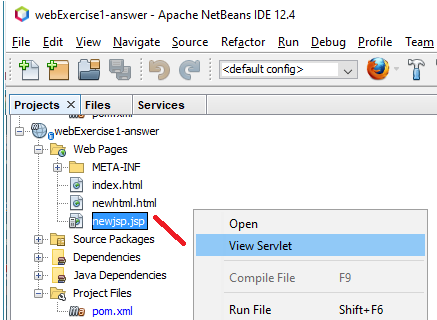 webExercise1-answer - Apache NetBeans IDE 12.4
File Edit View Navigate Source Refactor Run Debug Profile
<default config>
Projects Files Services
pom.xml
webExercise1-answer
Web Pages
META-INF
index.html
newhtml.html
newjsp.jsp
Source Packages
Dependencies
Java Dependencies
Project Files
pom.xml
Open
View Servlet
Compile File F9
Run File Shift+F6